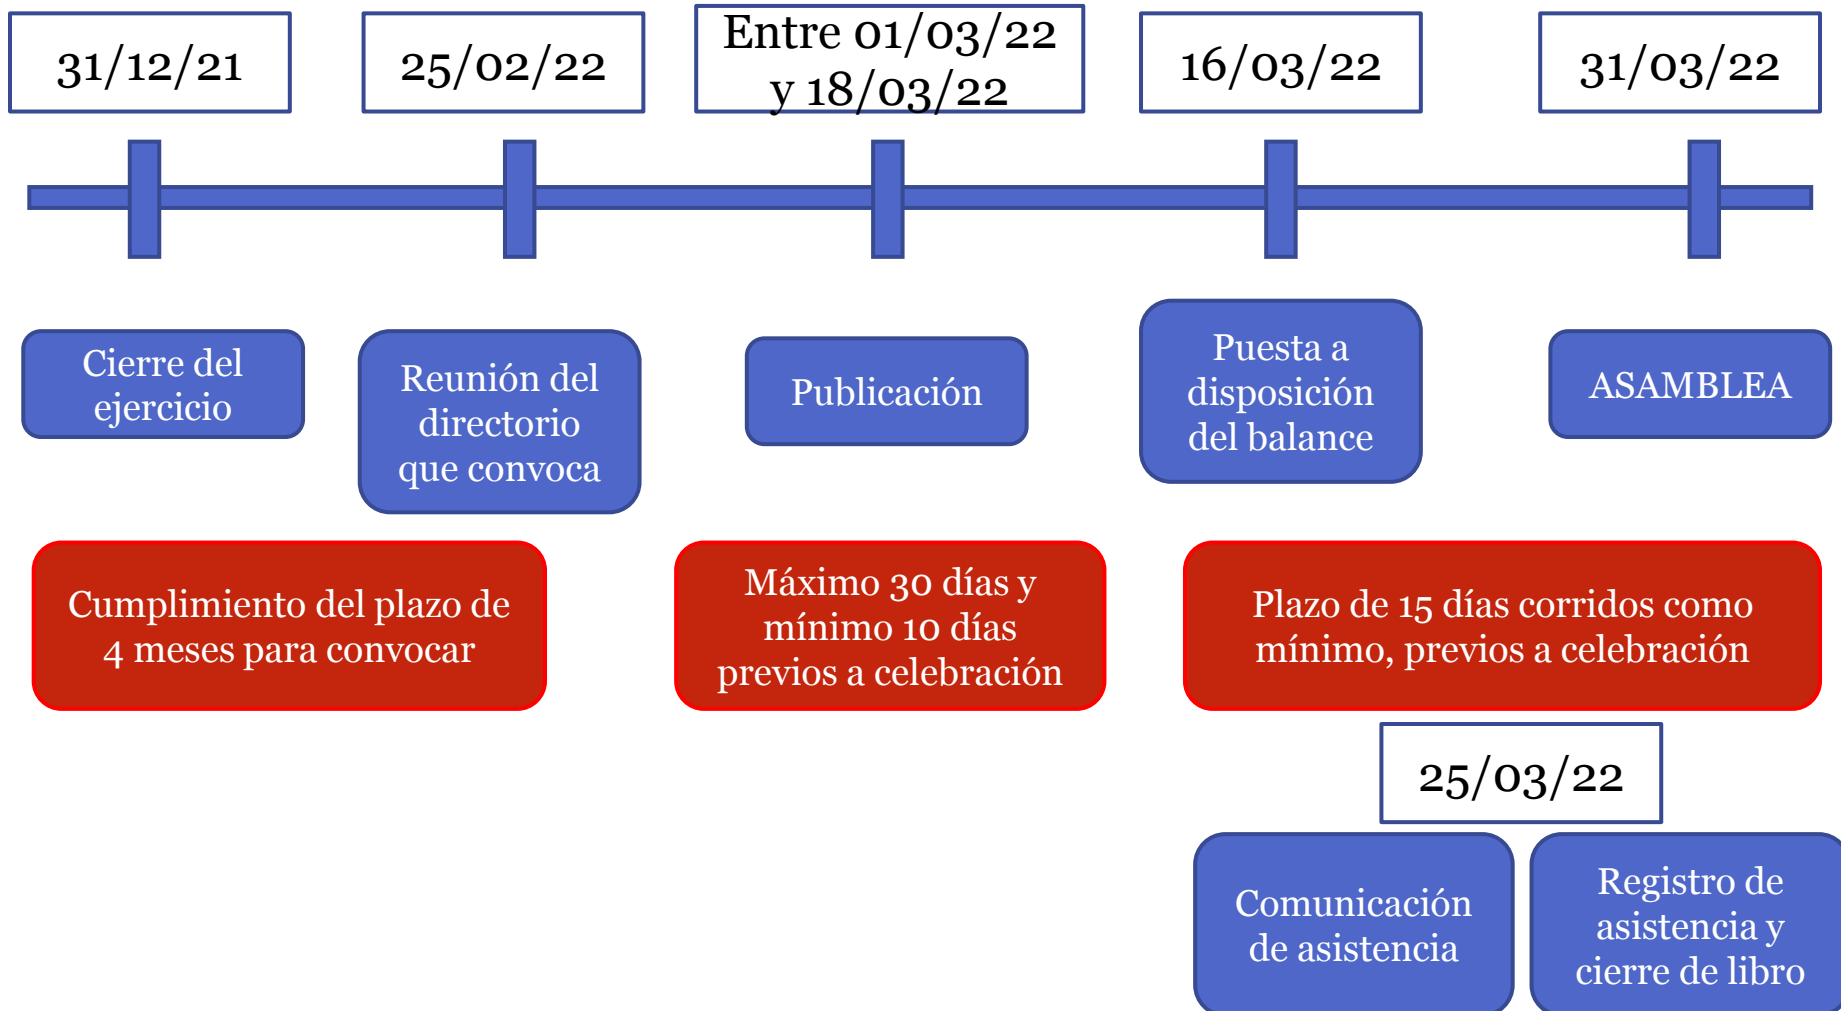 31/12/21
25/02/22
Entre 01/03/22
y 18/03/22
16/03/22
31/03/22
Cierre del
ejercicio
Reunión del
directorio
que convoca
Publicación
Puesta a
disposición
del balance
ASAMBLEA
Cumplimiento del plazo de
4 meses para convocar
Máximo 30 días y
mínimo 10 días
previos a celebración
Plazo de 15 días corridos como
mínimo, previos a celebración
25/03/22
Comunicación
de asistencia
Registro de
asistencia y
cierre de libro